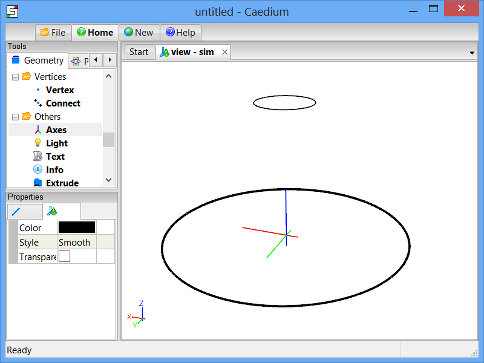 untitled - Caedium
File Home New Help
Tools
Geometry
Start view - sim
Vertices
Vertex
Connect
Others
Axes
Light
Text
Info
Extrude
Properties
Color
Style Smooth
Transpare
Z
X
Y
Ready